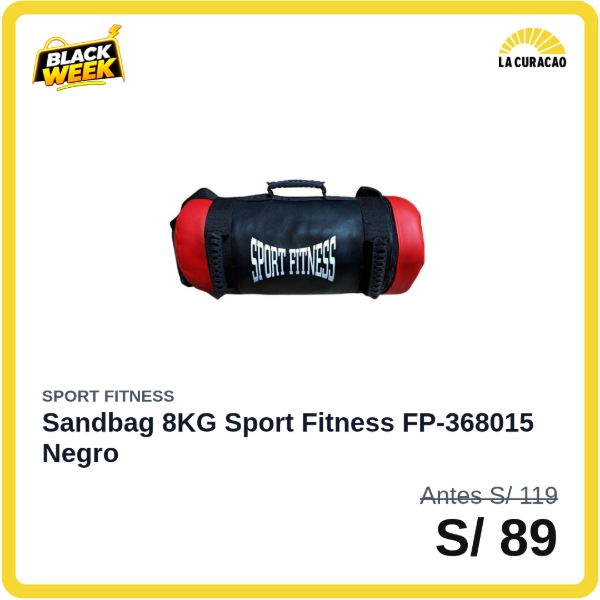 BLACK
WEEK
LA CURACAO
SPORT FITNESS
SPORT FITNESS
Sandbag 8KG Sport Fitness FP-368015
Negro
Antes S/ 119
S/ 89